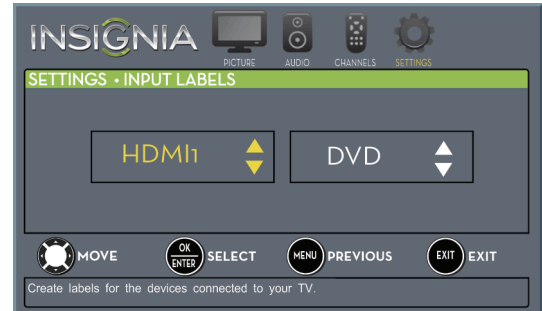 INSIGNIA
PICTURE AUDIO CHANNELS SETTINGS
SETTINGS • INPUT LABELS
HDMI1 DVD
MOVE OK ENTER SELECT MENU PREVIOUS EXIT EXIT
Create labels for the devices connected to your TV.